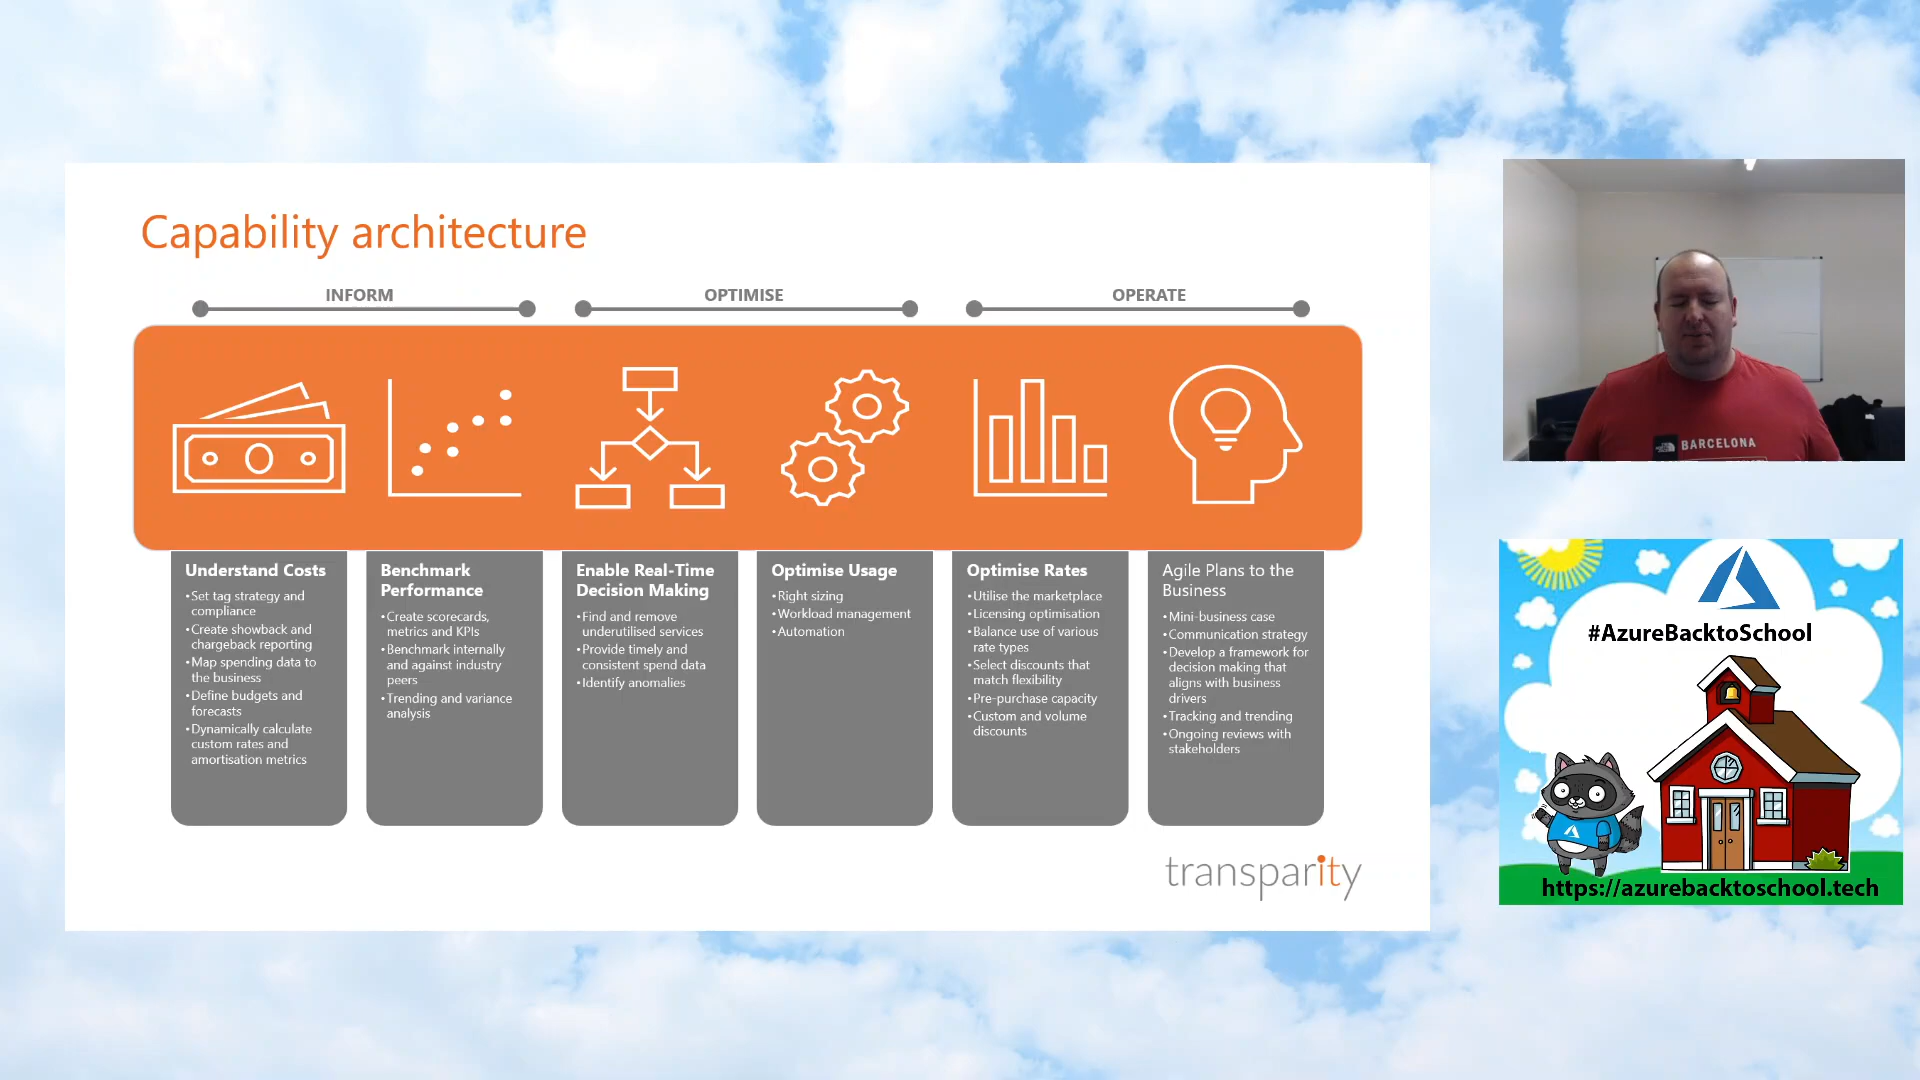 Capability architecture
INFORM
OPTIMISE
OPERATE
Understand Costs
•Set tag strategy and
compliance
•Create showback and
chargeback reporting
•Map spending data to
the business
•Define budgets and
forecasts
•Dynamically calculate
custom rates and
amortisation metrics
Benchmark
Performance
•Create scorecards,
metrics and KPIs
•Benchmark internally
and against industry
peers
•Trending and variance
analysis
Enable Real-Time
Decision Making
•Find and remove
underutilised services
•Provide timely and
consistent spend data
•Identify anomalies
Optimise Usage
•Right sizing
•Workload management
•Automation
Optimise Rates
•Utilise the marketplace
•Licensing optimisation
•Balance use of various
rate types
•Select discounts that
match flexibility
•Pre-purchase capacity
•Custom and volume
discounts
Agile Plans to the
Business
•Mini-business case
•Communication strategy
•Develop a framework for
decision making that
aligns with business
drivers
•Tracking and trending
•Ongoing reviews with
stakeholders
transparity
BARCELONA
#AzureBacktoSchool
https://azurebacktoschool.tech